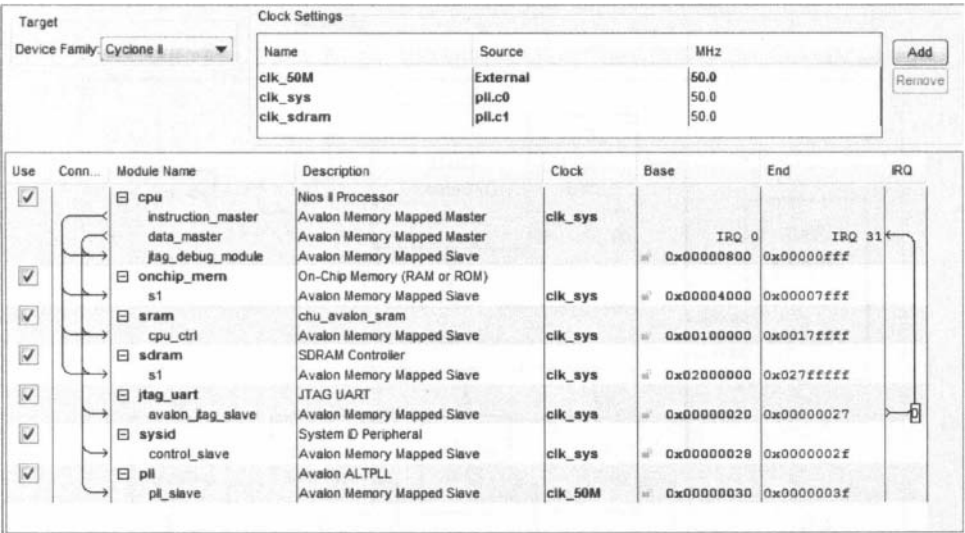 Target
Device Family: Cyclone II
Clock Settings
Name Source MHz
clk_50M External 50.0
clk_sys pll.c0 50.0
clk_sdram pll.c1 50.0
Add
Remove
Use Conn... Module Name Description Clock Base End IRQ
cpu Nios II Processor
instruction_master Avalon Memory Mapped Master clk_sys
data_master Avalon Memory Mapped Master IRQ 0 IRQ 31
jtag_debug_module Avalon Memory Mapped Slave 0x00000800 0x00000fff
onchip_mem On-Chip Memory (RAM or ROM)
s1 Avalon Memory Mapped Slave clk_sys 0x00004000 0x00007fff
sram chu_avalon_sram
cpu_ctrl Avalon Memory Mapped Slave clk_sys 0x00100000 0x0017ffff
sdram SDRAM Controller
s1 Avalon Memory Mapped Slave clk_sys 0x02000000 0x027fffff
jtag_uart JTAG UART
avalon_jtag_slave Avalon Memory Mapped Slave clk_sys 0x00000020 0x00000027 0
sysid System ID Peripheral
control_slave Avalon Memory Mapped Slave clk_sys 0x00000028 0x0000002f
pll Avalon ALTPLL
pll_slave Avalon Memory Mapped Slave clk_50M 0x00000030 0x0000003f